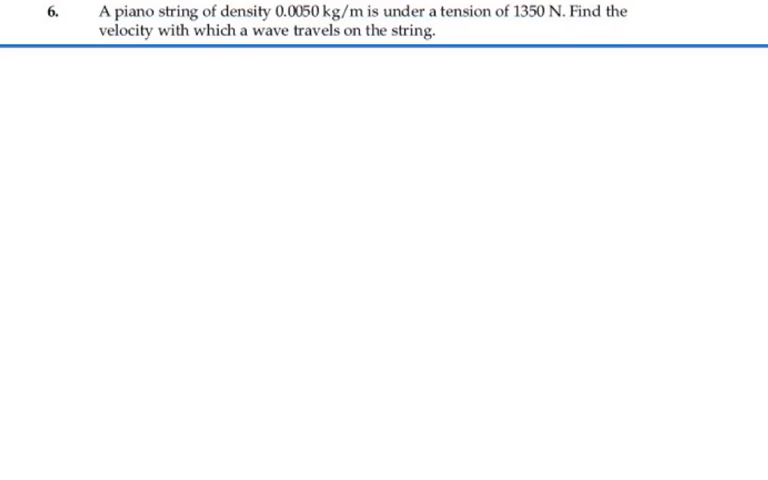 6. A piano string of density 0.0050 kg/m is under a tension of 1350 N. Find the
velocity with which a wave travels on the string.